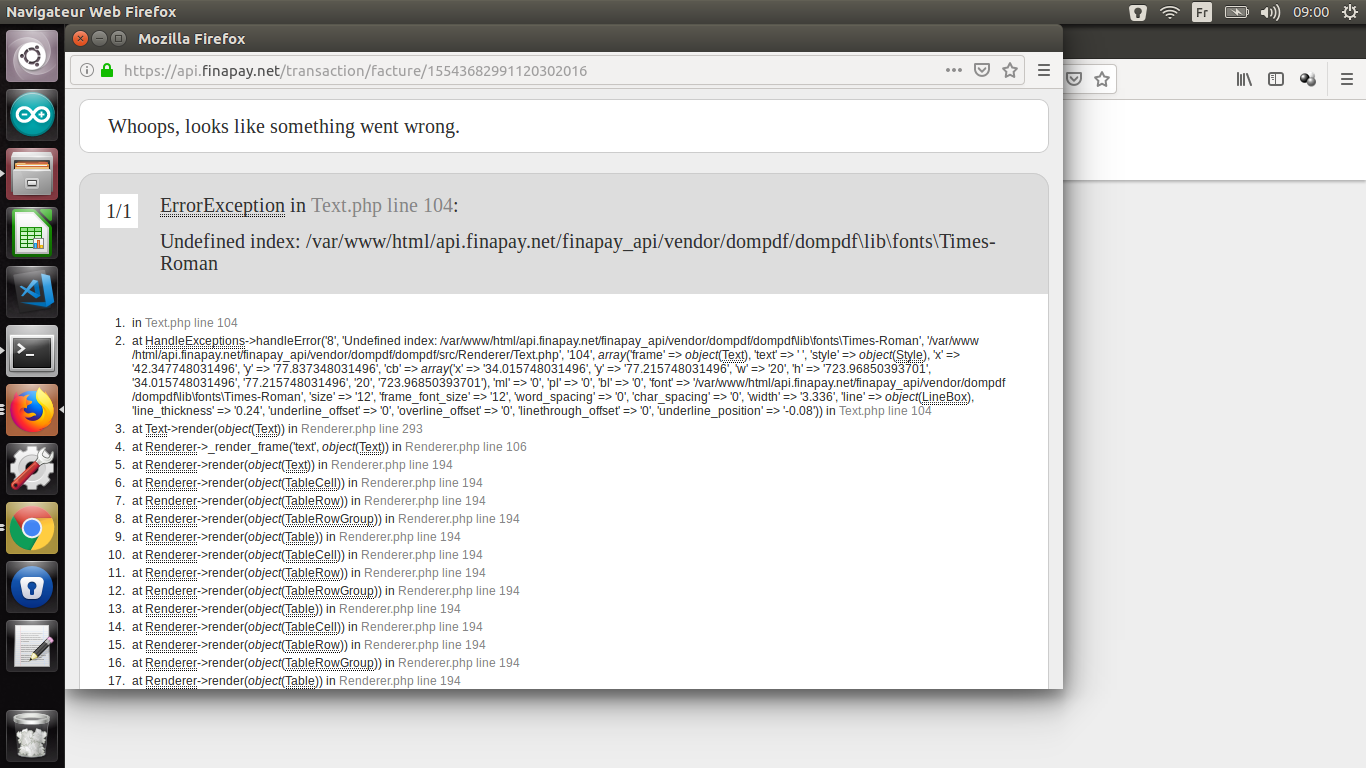 Navigateur Web Firefox
Fr
09:00
Mozilla Firefox
https://api.finapay.net/transaction/facture/15543682991120302016
Whoops, looks like something went wrong.
1/1
ErrorException in Text.php line 104:
Undefined index: /var/www/html/api.finapay.net/finapay_api/vendor/dompdf/dompdf\lib\fonts\Times-
Roman
1. in Text.php line 104
2. at HandleExceptions->handleError('8', 'Undefined index: /var/www/html/api.finapay.net/finapay_api/vendor/dompdf/dompdf\lib\fonts\Times-Roman', '/var/www
/html/api.finapay.net/finapay_api/vendor/dompdf/dompdf/src/Renderer/Text.php', '104', array('frame' => object(Text), 'text' => ' ', 'style' => object(Style), 'x' =>
'42.347748031496', 'y' => '77.837348031496', 'cb' => array('x' => '34.015748031496', 'y' => '77.215748031496', 'w' => '20', 'h' => '723.96850393701',
'34.015748031496', '77.215748031496', '20', '723.96850393701'), 'ml' => '0', 'pl' => '0', 'bl' => '0', 'font' => '/var/www/html/api.finapay.net/finapay_api/vendor/dompdf
/dompdf\lib\fonts\Times-Roman', 'size' => '12', 'frame_font_size' => '12', 'word_spacing' => '0', 'char_spacing' => '0', 'width' => '3.336', 'line' => object(LineBox),
'line_thickness' => '0.24', 'underline_offset' => '0', 'overline_offset' => '0', 'linethrough_offset' => '0', 'underline_position' => '-0.08')) in Text.php line 104
3. at Text->render(object(Text)) in Renderer.php line 293
4. at Renderer->_render_frame('text', object(Text)) in Renderer.php line 106
5. at Renderer->render(object(Text)) in Renderer.php line 194
6. at Renderer->render(object(TableCell)) in Renderer.php line 194
7. at Renderer->render(object(TableRow)) in Renderer.php line 194
8. at Renderer->render(object(TableRowGroup)) in Renderer.php line 194
9. at Renderer->render(object(Table)) in Renderer.php line 194
10. at Renderer->render(object(TableCell)) in Renderer.php line 194
11. at Renderer->render(object(TableRow)) in Renderer.php line 194
12. at Renderer->render(object(TableRowGroup)) in Renderer.php line 194
13. at Renderer->render(object(Table)) in Renderer.php line 194
14. at Renderer->render(object(TableCell)) in Renderer.php line 194
15. at Renderer->render(object(TableRow)) in Renderer.php line 194
16. at Renderer->render(object(TableRowGroup)) in Renderer.php line 194
17. at Renderer->render(object(Table)) in Renderer.php line 194